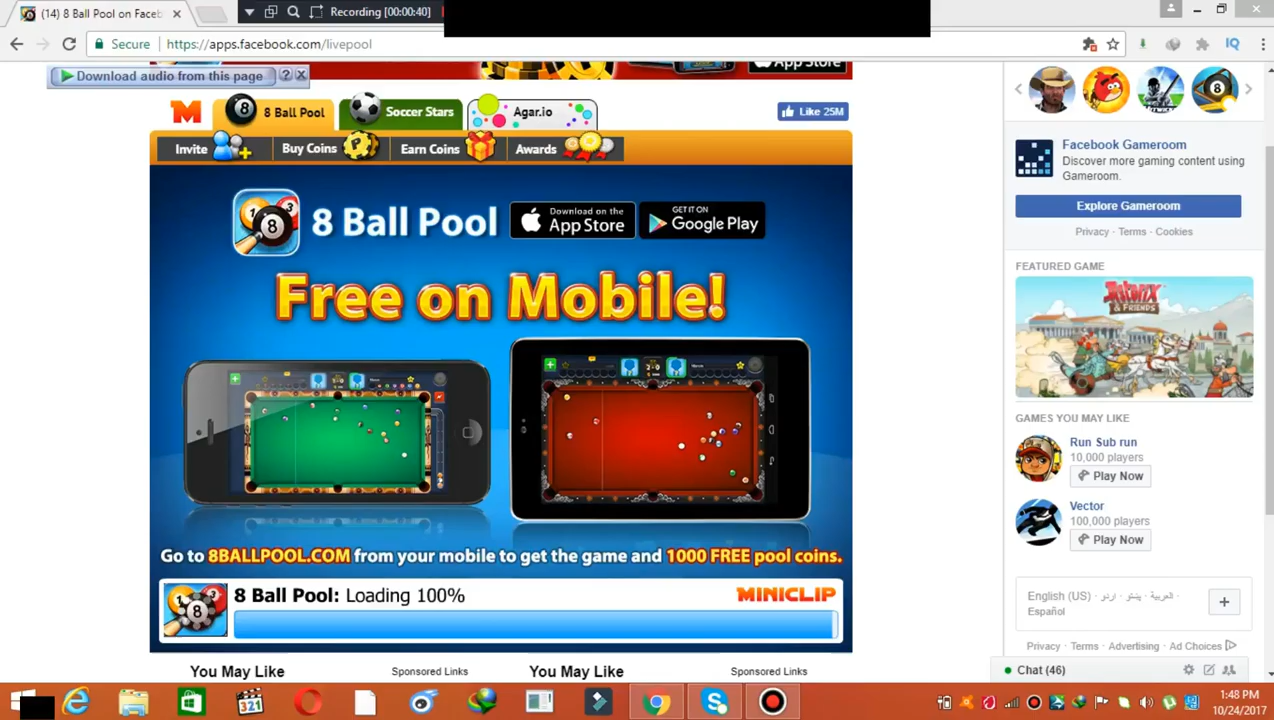 (14) 8 Ball Pool on Faceb
Recording [00:00:40]
Secure
https://apps.facebook.com/livepool
IQ
Download audio from this page
?
App Store
M
8 Ball Pool
Soccer Stars
Agar.io
Like 25M
Invite
Buy Coins
Earn Coins
Awards
8 Ball Pool
Download on the
App Store
GET IT ON
Google Play
Free on Mobile!
Go to 8BALLPOOL.COM from your mobile to get the game and 1000 FREE pool coins.
8 Ball Pool: Loading 100%
MINICLIP
You May Like
Sponsored Links
You May Like
Sponsored Links
Facebook Gameroom
Discover more gaming content using
Gameroom.
Explore Gameroom
Privacy · Terms · Cookies
FEATURED GAME
Asterix
& FRIENDS
GAMES YOU MAY LIKE
Run Sub run
10,000 players
Play Now
Vector
100,000 players
Play Now
English (US) · اردو · پښتو · العربية ·
Español
Privacy · Terms · Advertising · Ad Choices
Chat (46)
321
1:48 PM
10/24/2017